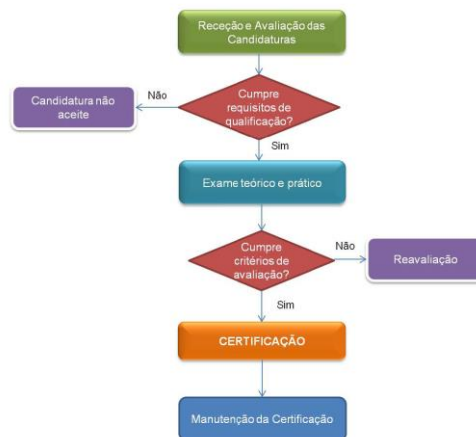 Receção e Avaliação das
Candidaturas
Não
Cumpre
requisitos de
qualificação?
Candidatura não
aceite
Sim
Exame teórico e prático
Cumpre
critérios de
avaliação?
Não
Reavaliação
Sim
CERTIFICAÇÃO
Manutenção da Certificação